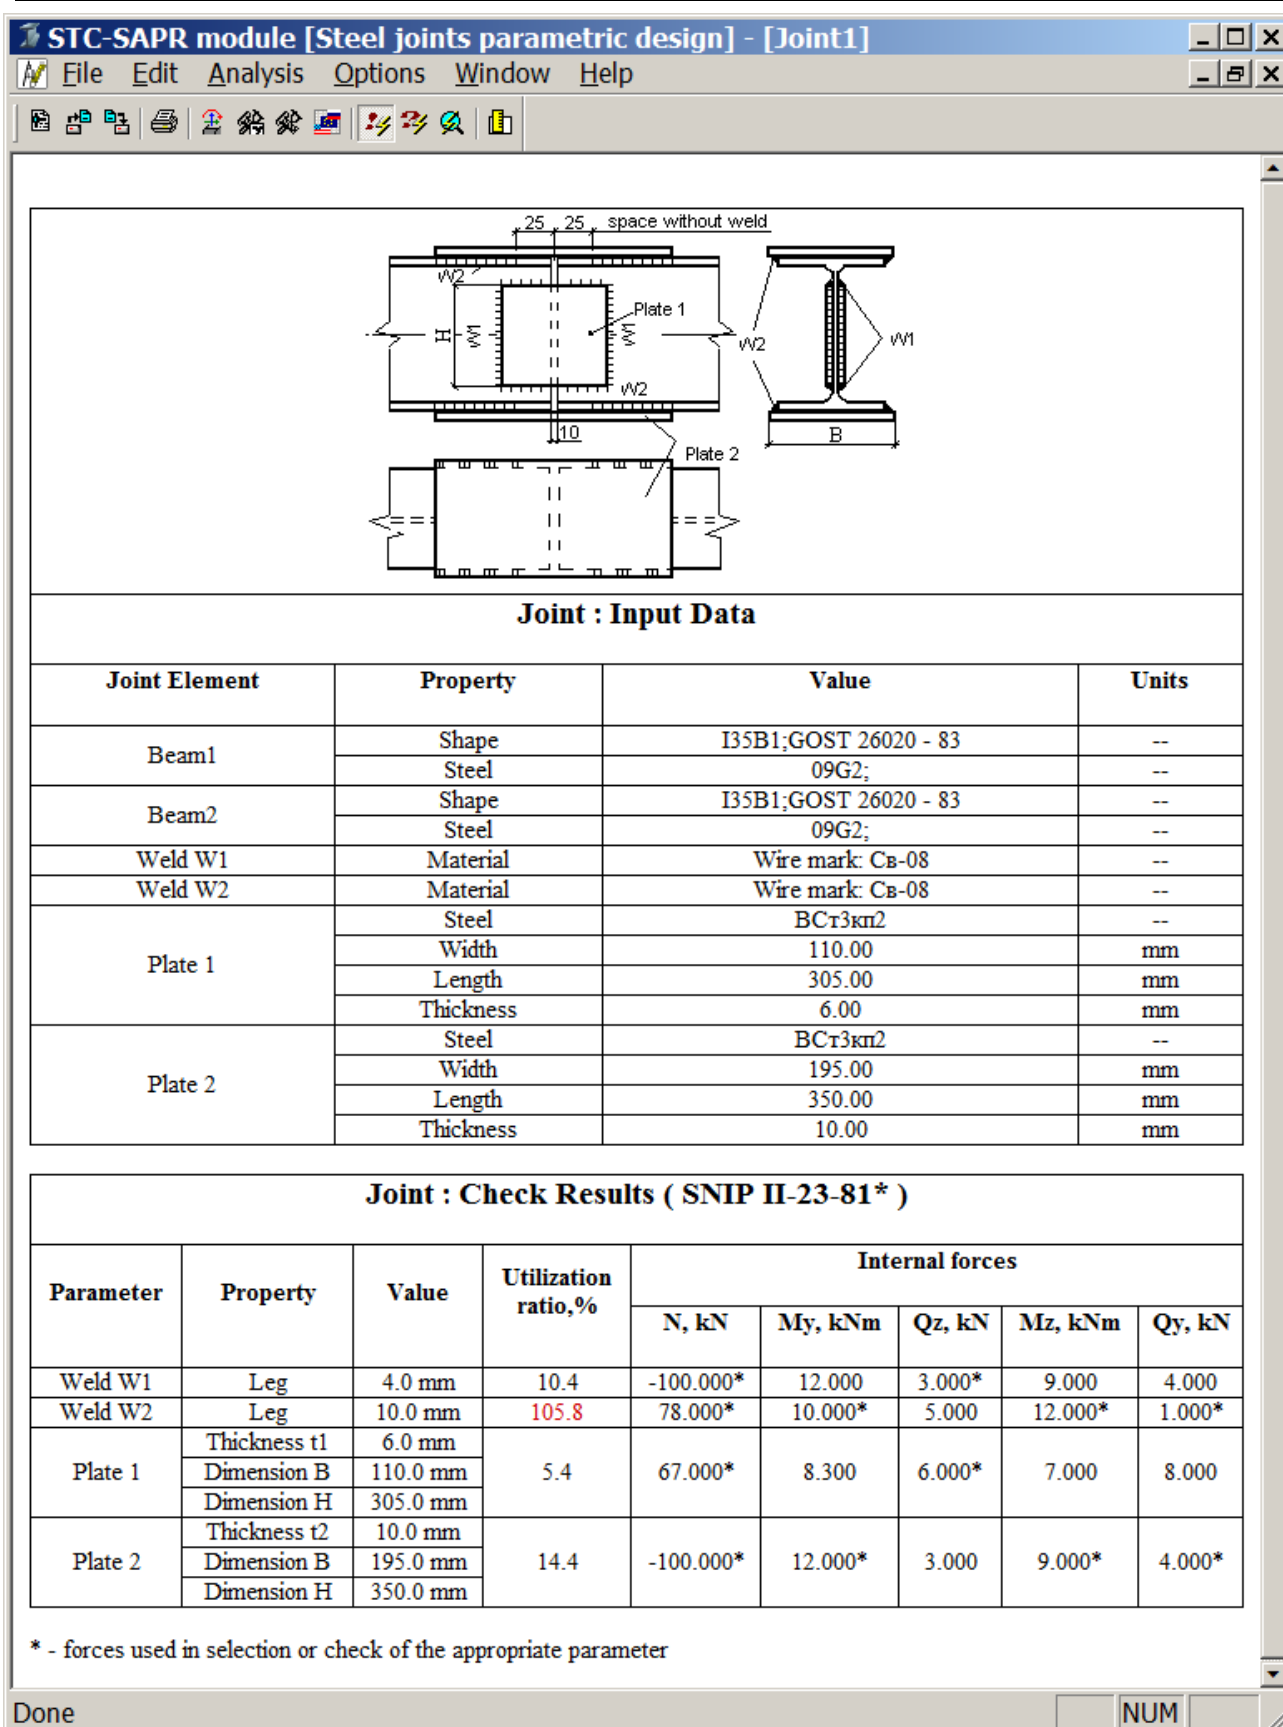 STC-SAPR module [Steel joints parametric design] - [Joint1]
File Edit Analysis Options Window Help
25 25 space without weld
W2
Plate 1
H W1 W1
W2 W1
W2
10
B
Plate 2
Joint : Input Data
Joint Element Property Value Units
Beam1 Shape I35B1;GOST 26020 - 83 --
Steel 09G2; --
Beam2 Shape I35B1;GOST 26020 - 83 --
Steel 09G2; --
Weld W1 Material Wire mark: Св-08 --
Weld W2 Material Wire mark: Св-08 --
Plate 1 Steel ВСт3кп2 --
Width 110.00 mm
Length 305.00 mm
Thickness 6.00 mm
Plate 2 Steel ВСт3кп2 --
Width 195.00 mm
Length 350.00 mm
Thickness 10.00 mm
Joint : Check Results ( SNIP II-23-81* )
Parameter Property Value Utilization ratio,% Internal forces
N, kN My, kNm Qz, kN Mz, kNm Qy, kN
Weld W1 Leg 4.0 mm 10.4 -100.000* 12.000 3.000* 9.000 4.000
Weld W2 Leg 10.0 mm 105.8 78.000* 10.000* 5.000 12.000* 1.000*
Plate 1 Thickness t1 6.0 mm 5.4 67.000* 8.300 6.000* 7.000 8.000
Dimension B 110.0 mm
Dimension H 305.0 mm
Plate 2 Thickness t2 10.0 mm 14.4 -100.000* 12.000* 3.000 9.000* 4.000*
Dimension B 195.0 mm
Dimension H 350.0 mm
* - forces used in selection or check of the appropriate parameter
Done NUM